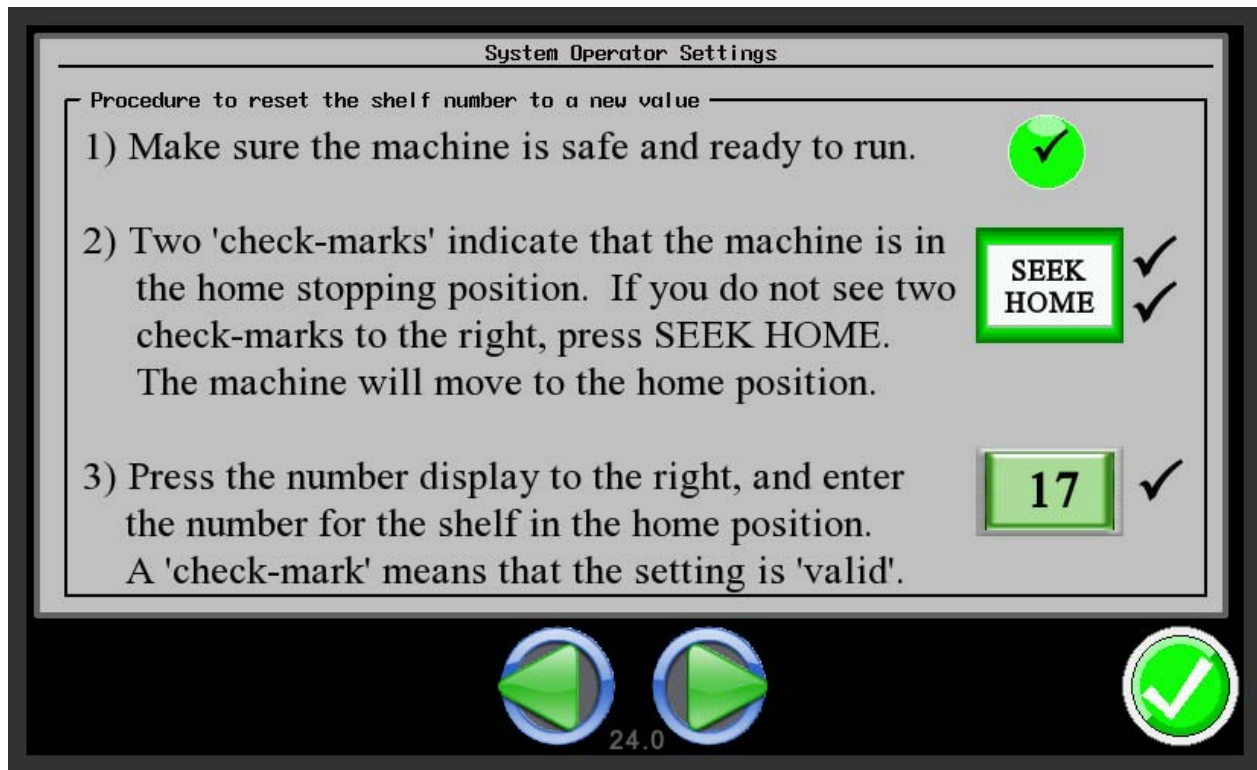 System Operator Settings
Procedure to reset the shelf number to a new value
1) Make sure the machine is safe and ready to run.
2) Two 'check-marks' indicate that the machine is in
the home stopping position. If you do not see two
check-marks to the right, press SEEK HOME.
The machine will move to the home position.
SEEK
HOME
3) Press the number display to the right, and enter
the number for the shelf in the home position.
A 'check-mark' means that the setting is 'valid'.
17
24.0